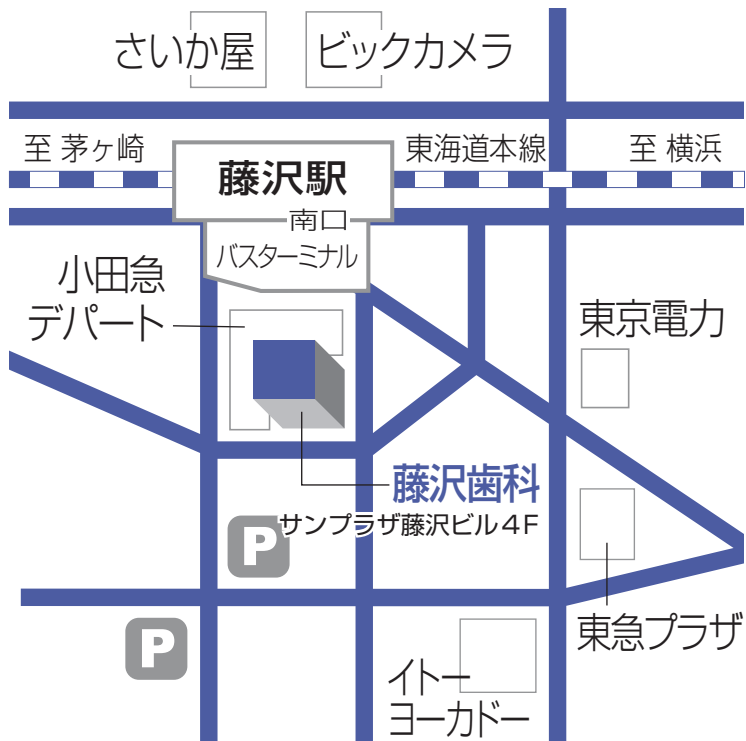 さいか屋
ビックカメラ
至 茅ヶ崎
東海道本線
至 横浜
藤沢駅
南口
バスターミナル
小田急
デパート
東京電力
藤沢歯科
サンプラザ藤沢ビル4F
P
P
東急プラザ
イトー
ヨーカドー